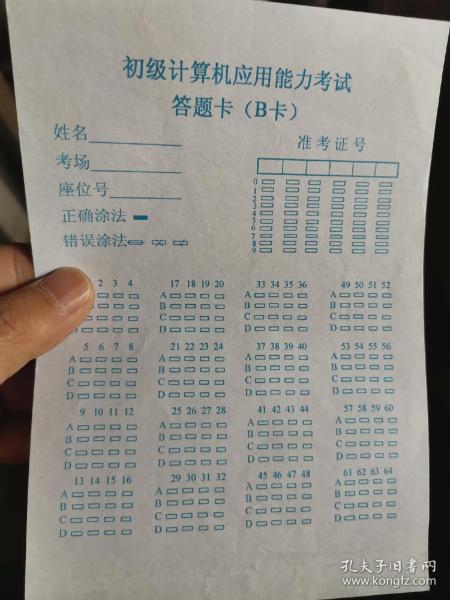 初级计算机应用能力考试
答题卡（B卡）
姓名
考场
座位号
正确涂法
错误涂法
准考证号
0
1
2
3
4
5
6
7
8
9
2 3 4
A
B
C
D
5 6 7 8
A
B
C
D
9 10 11 12
A
B
C
D
13 14 15 16
A
B
C
D
17 18 19 20
A
B
C
D
21 22 23 24
A
B
C
D
25 26 27 28
A
B
C
D
29 30 31 32
A
B
C
D
33 34 35 36
A
B
C
D
37 38 39 40
A
B
C
D
41 42 43 44
A
B
C
D
45 46 47 48
A
B
C
D
49 50 51 52
A
B
C
D
53 54 55 56
A
B
C
D
57 58 59 60
A
B
C
D
61 62 63 64
A
B
C
D
孔夫子旧书网
www.kongfz.com